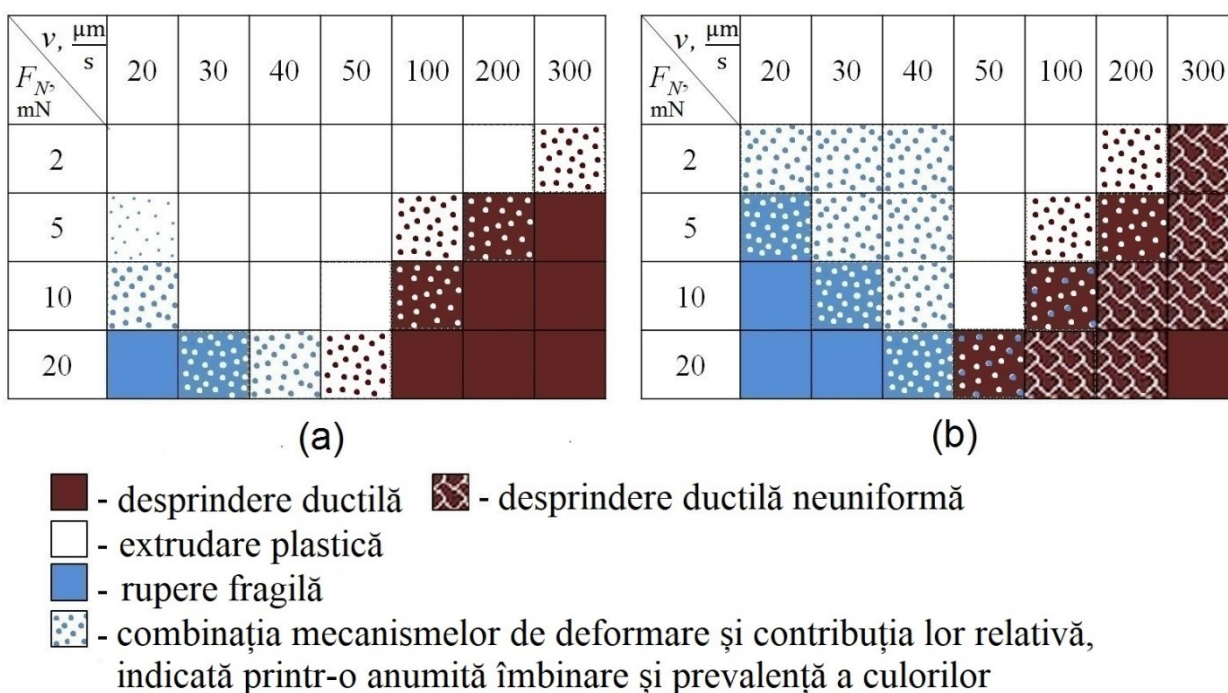 v, μm/s 20 30 40 50 100 200 300
F_N, mN
2
5
10
20
(a)
v, μm/s 20 30 40 50 100 200 300
F_N, mN
2
5
10
20
(b)
- desprindere ductilă - desprindere ductilă neuniformă
- extrudare plastică
- rupere fragilă
- combinația mecanismelor de deformare și contribuția lor relativă,
indicată printr-o anumită îmbinare și prevalență a culorilor